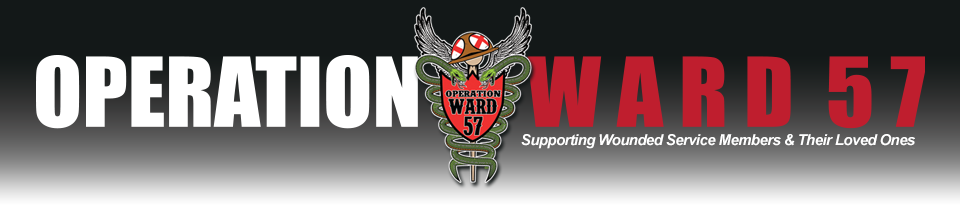 OPERATION WARD 57
OPERATION
WARD
57
Supporting Wounded Service Members & Their Loved Ones